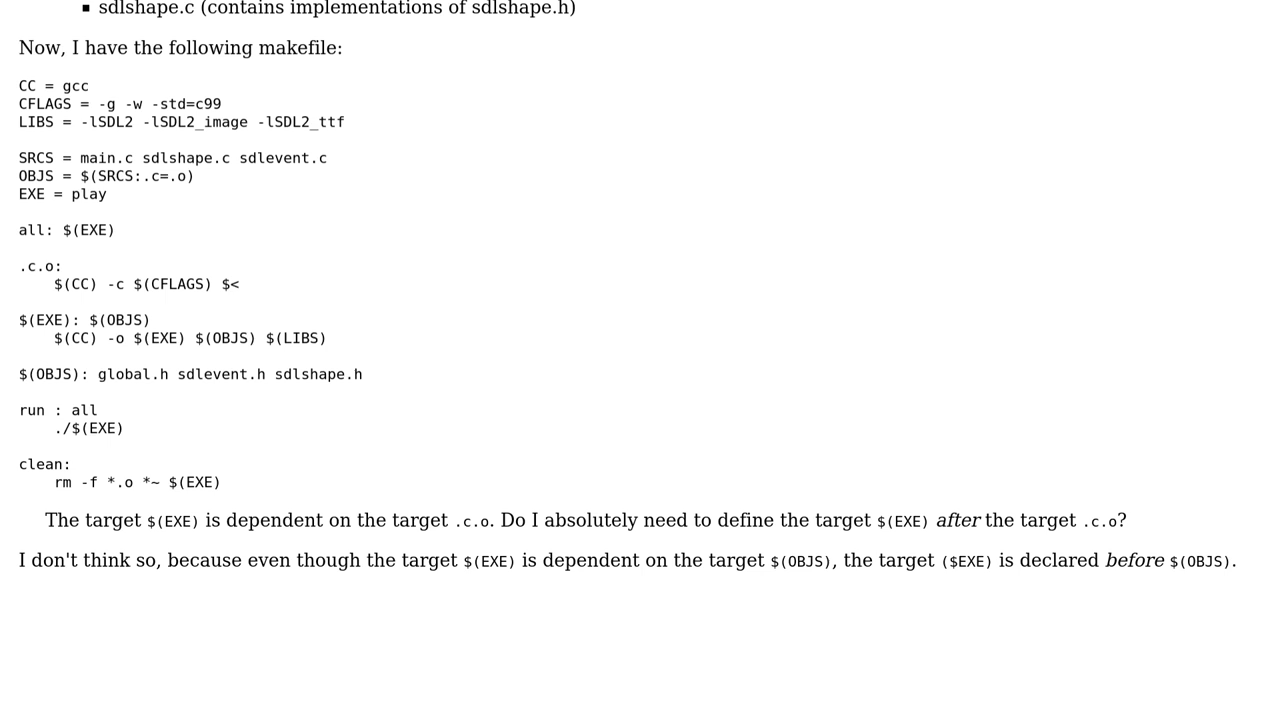 ▪ sdlshape.c (contains implementations of sdlshape.h)
Now, I have the following makefile:
CC = gcc
CFLAGS = -g -w -std=c99
LIBS = -lSDL2 -lSDL2_image -lSDL2_ttf
SRCS = main.c sdlshape.c sdlevent.c
OBJS = $(SRCS:.c=.o)
EXE = play
all: $(EXE)
.c.o:
    $(CC) -c $(CFLAGS) $<
$(EXE): $(OBJS)
    $(CC) -o $(EXE) $(OBJS) $(LIBS)
$(OBJS): global.h sdlevent.h sdlshape.h
run : all
    ./$(EXE)
clean:
    rm -f *.o *~ $(EXE)
The target $(EXE) is dependent on the target .c.o. Do I absolutely need to define the target $(EXE) after the target .c.o?
I don't think so, because even though the target $(EXE) is dependent on the target $(OBJS), the target ($EXE) is declared before $(OBJS).